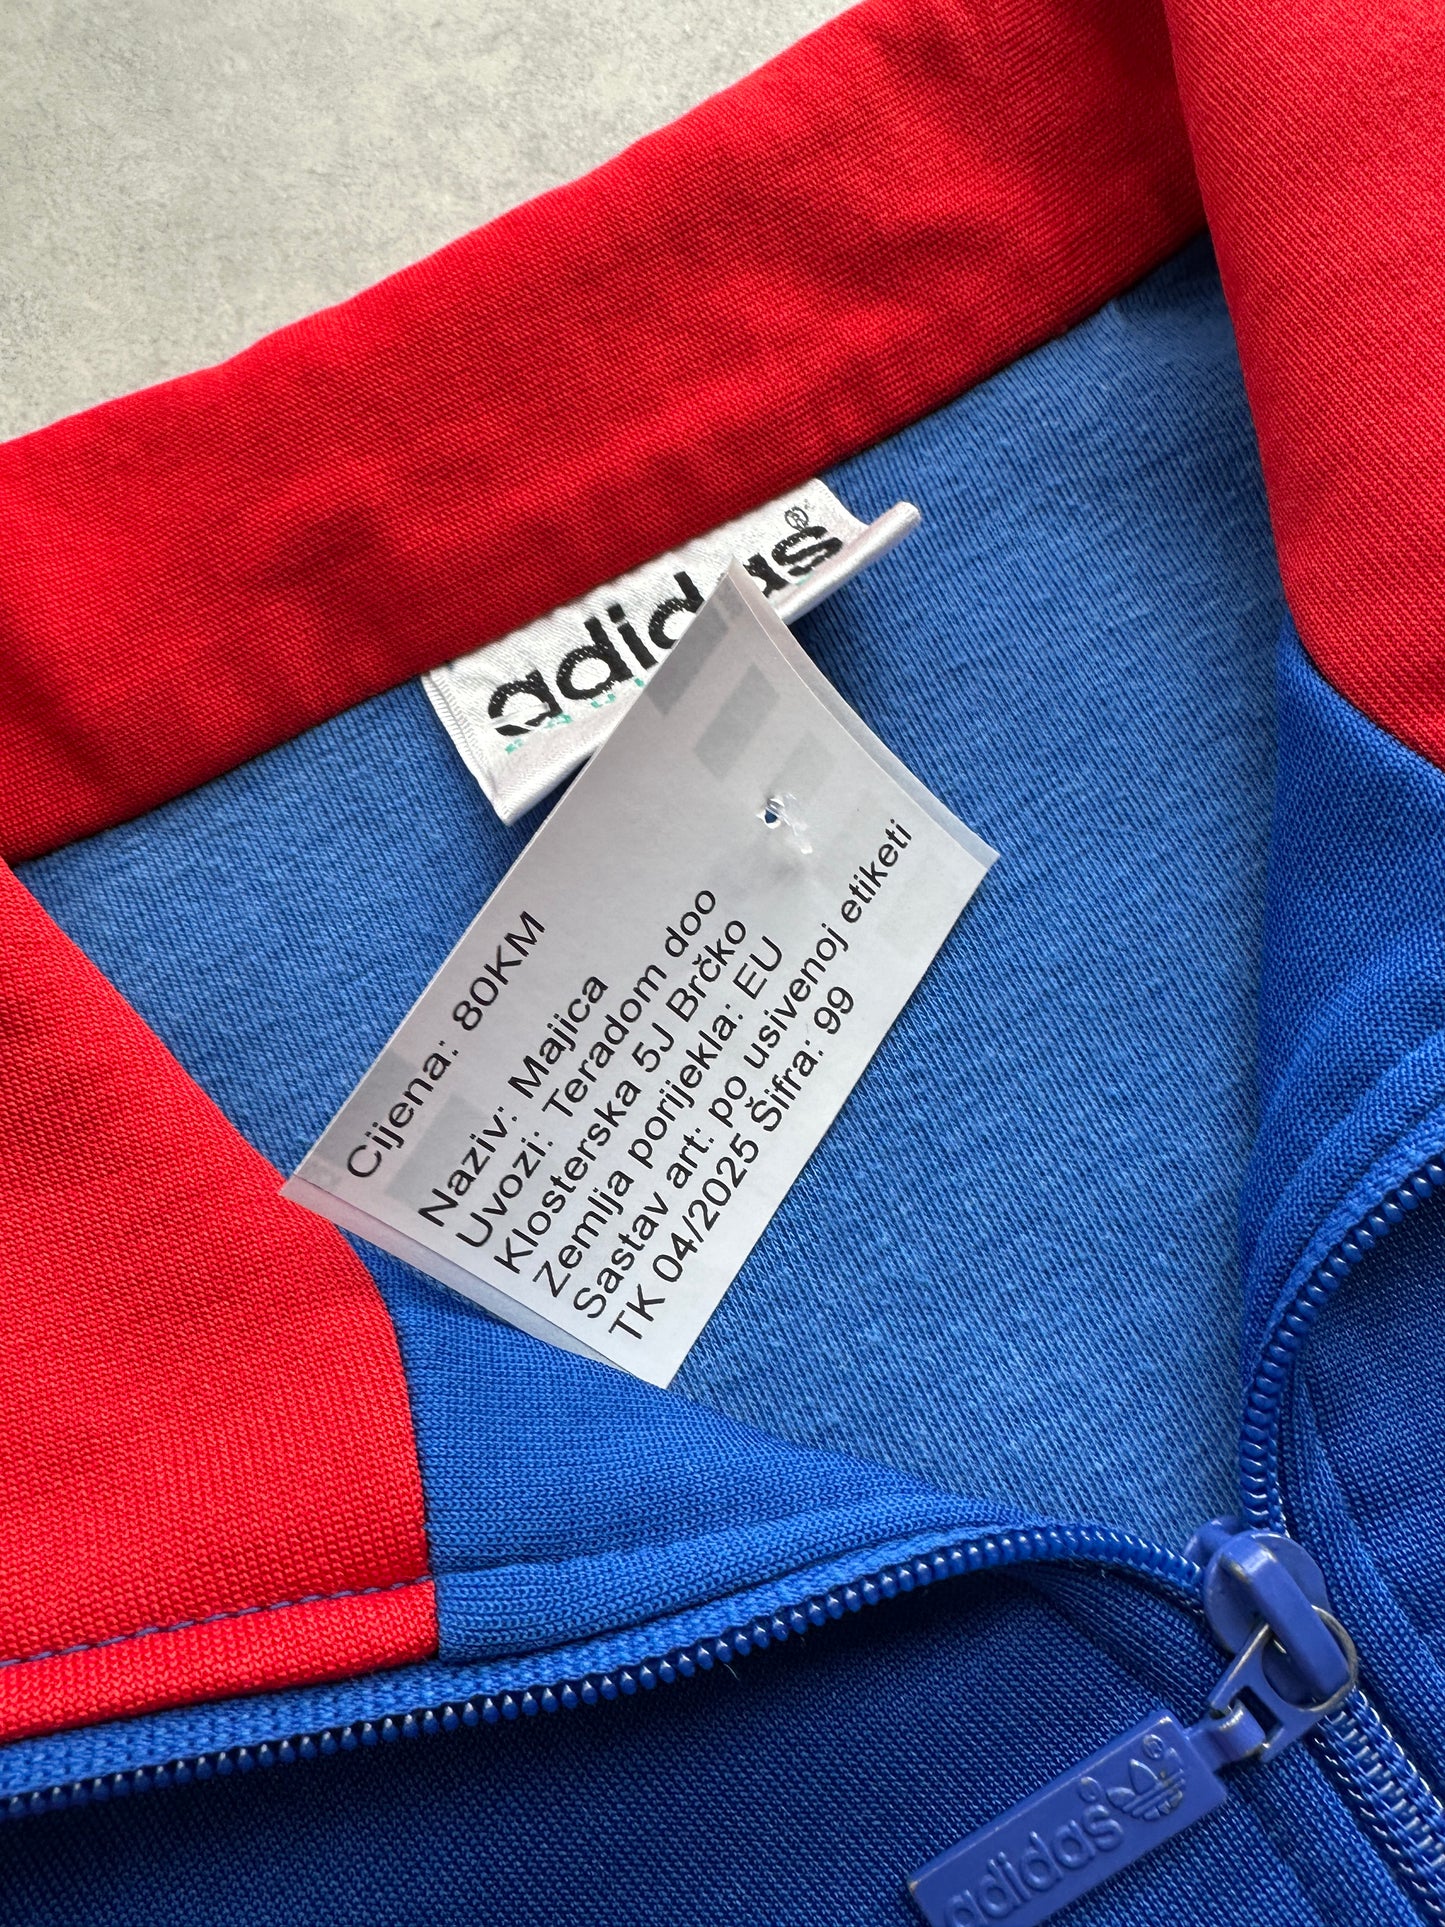 adidas®
Cijena: 80KM
Naziv: Majica
Uvozi: Teradom doo
Klosterska 5J Brčko
Zemlja porijekla: EU
Sastav art: po usivenoj etiketi
TK 04/2025 Šifra: 99
adidas®